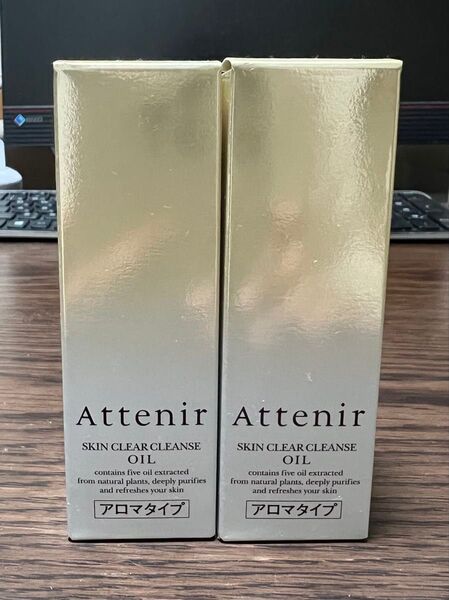 EIZO
Attenir
SKIN CLEAR CLEANSE
OIL
contains five oil extracted
from natural plants, deeply purifies
and refreshes your skin
アロマタイプ
Attenir
SKIN CLEAR CLEANSE
OIL
contains five oil extracted
from natural plants, deeply purifies
and refreshes your skin
アロマタイプ